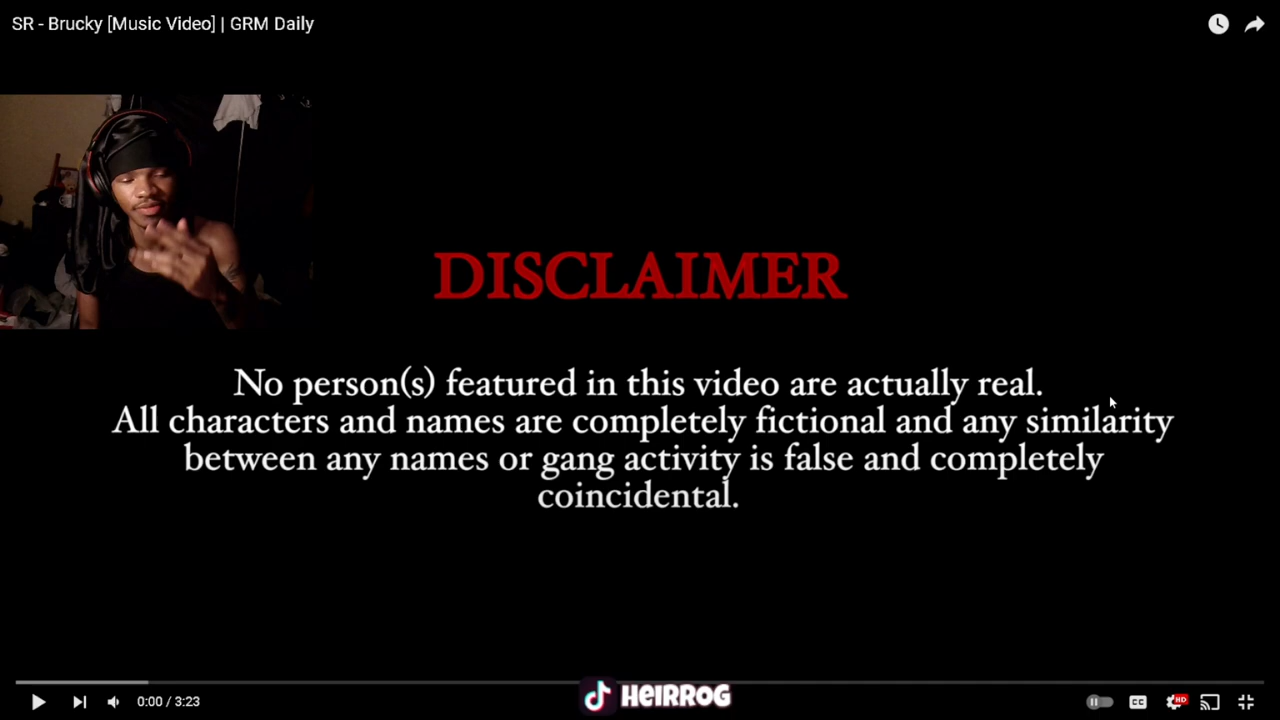 SR - Brucky [Music Video] | GRM Daily
DISCLAIMER
No person(s) featured in this video are actually real.
All characters and names are completely fictional and any similarity
between any names or gang activity is false and completely
coincidental.
0:00 / 3:23
HEIRROG
CC
HD